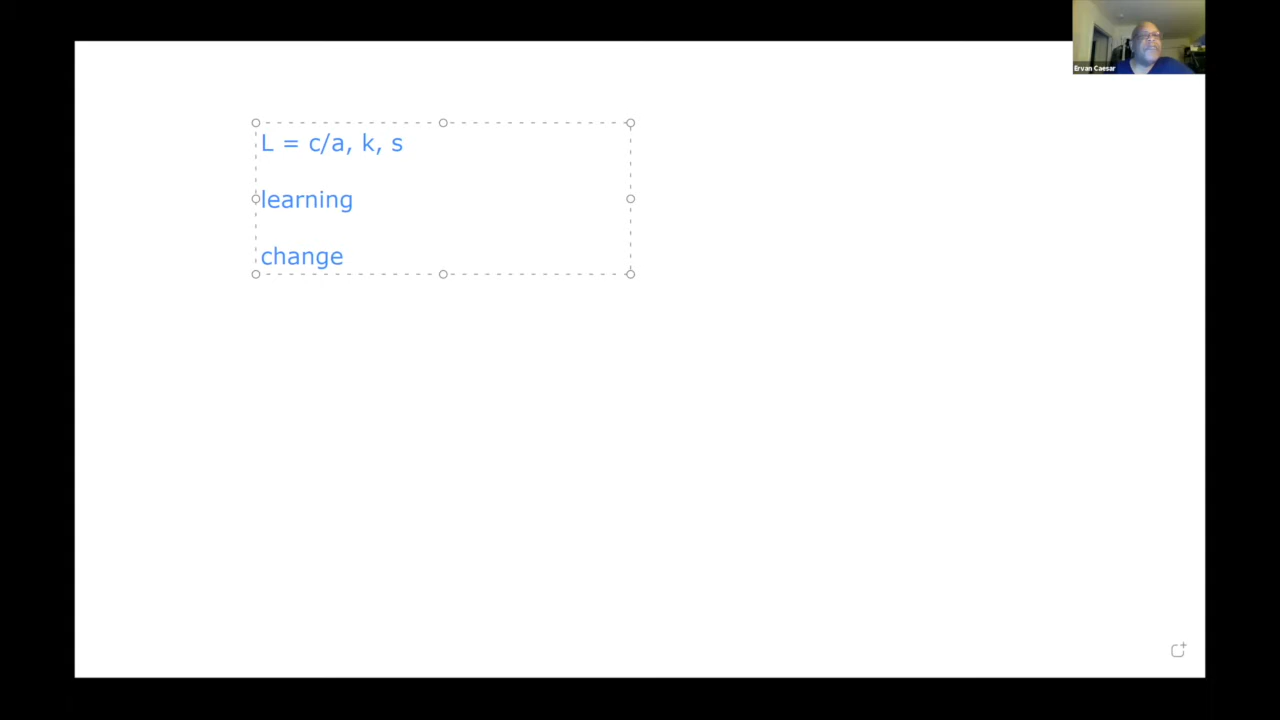 Ervan Caesar
L = c/a, k, s
learning
change